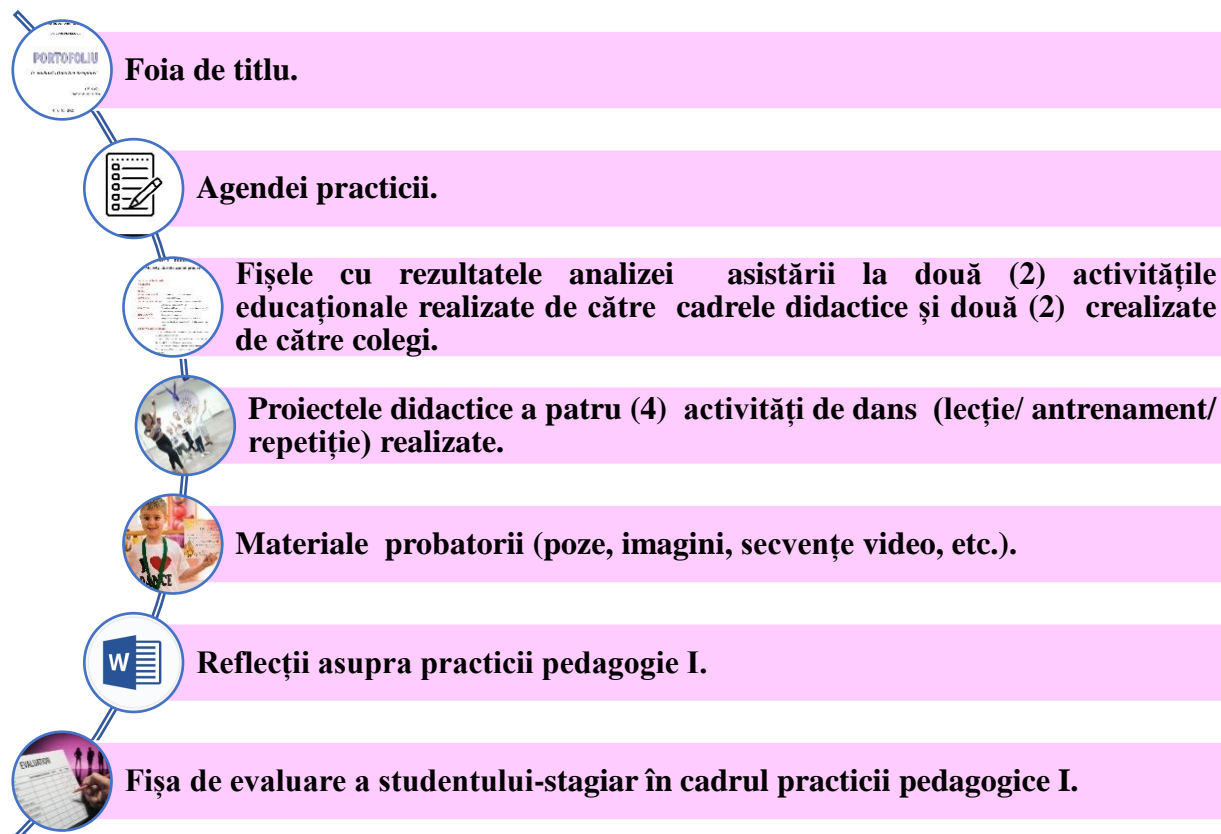 PORTOFOLIU
Foia de titlu.
Agendei practicii.
Fișele cu rezultatele analizei asistării la două (2) activitățile
educaționale realizate de către cadrele didactice și două (2) crealizate
de către colegi.
Proiectele didactice a patru (4) activități de dans (lecție/ antrenament/
repetiție) realizate.
I
DANCE
Materiale probatorii (poze, imagini, secvențe video, etc.).
W
Reflecții asupra practicii pedagogie I.
EVALUATION
Fișa de evaluare a studentului-stagiar în cadrul practicii pedagogice I.